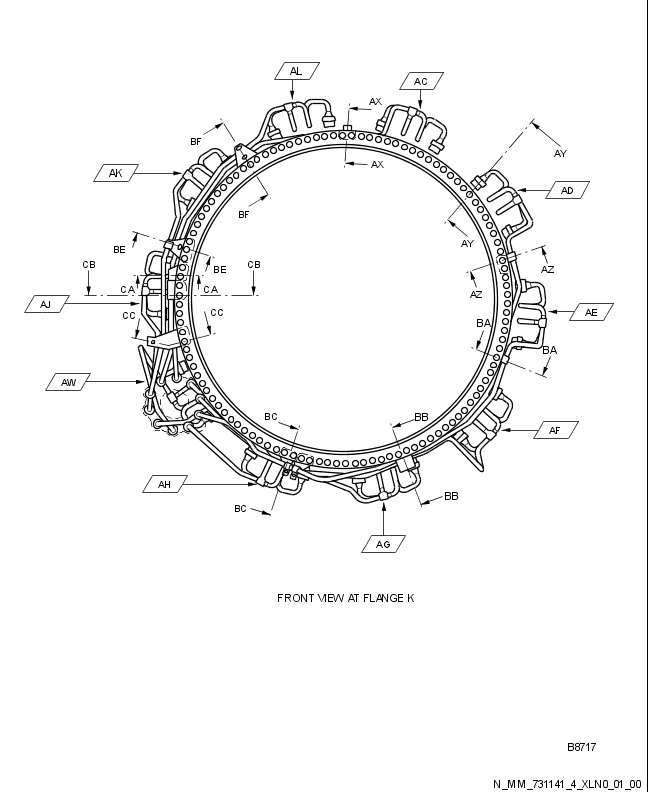 AL
AC
AX
BF
AY
AX
AK
AD
BF
AY
BE
CB
BE
CB
AZ
CA
CA
AZ
AJ
CC
CC
AE
BA
BA
AW
BC
BB
AF
AH
BB
BC
AG
FRONT VIEW AT FLANGE K
B8717
N_MM_731141_4_XLN0_01_00